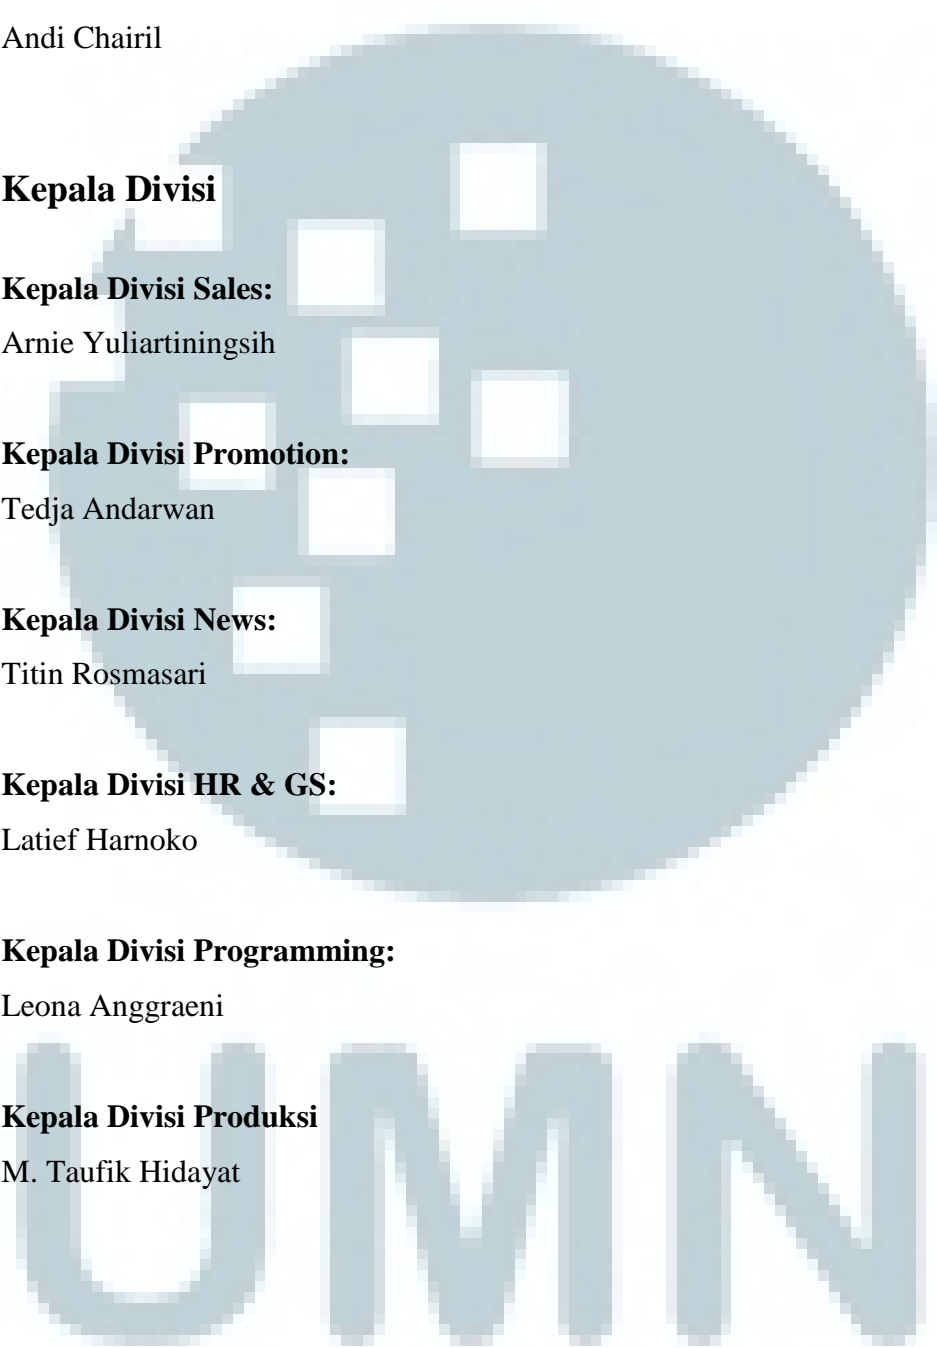 Andi Chairil
Kepala Divisi
Kepala Divisi Sales:
Arnie Yuliartiningsih
Kepala Divisi Promotion:
Tedja Andarwan
Kepala Divisi News:
Titin Rosmasari
Kepala Divisi HR & GS:
Latief Harnoko
Kepala Divisi Programming:
Leona Anggraeni
Kepala Divisi Produksi
M. Taufik Hidayat
UMN